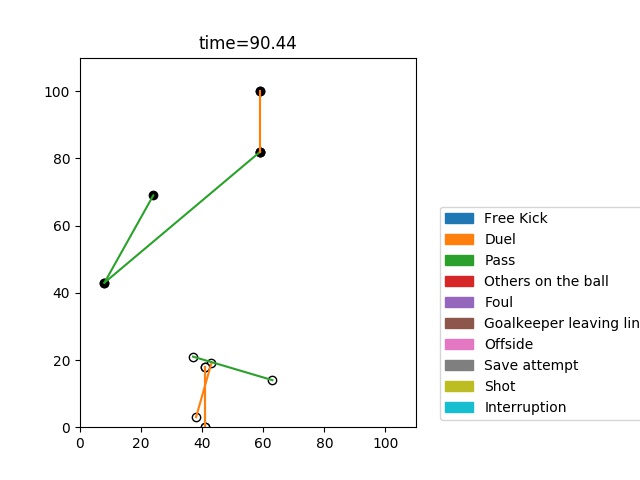 time=90.44
100
80
60
40
20
0
0 20 40 60 80 100
Free Kick
Duel
Pass
Others on the ball
Foul
Goalkeeper leaving lin
Offside
Save attempt
Shot
Interruption